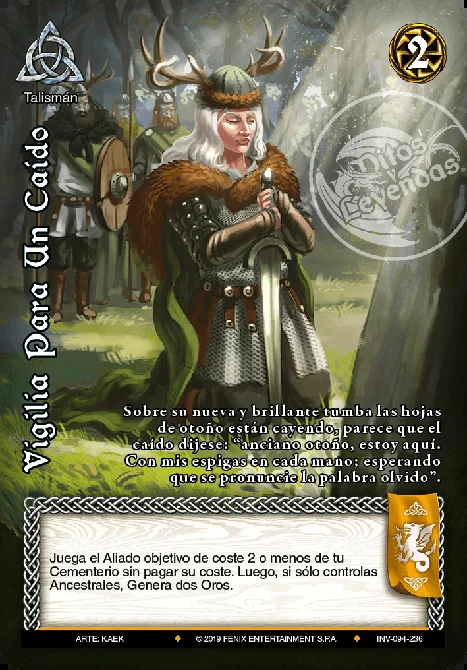 2
Talismán
Mitos y
Leyendas.
Vigilia Para Un Caído
Sobre su nueva y brillante tumba las hojas
de otoño están cayendo, parece que el
caído dijese: "anciano otoño, estoy aquí.
Con mis espigas en cada mano; esperando
que se pronuncie la palabra olvido".
Juega el Aliado objetivo de coste 2 o menos de tu
Cementerio sin pagar su coste. Luego, si sólo controlas
Ancestrales, Genera dos Oros.
ARTE: KAEK ♦ © 2019 FENIX ENTERTAINMENT S.P.A. ♦ INV-094-236